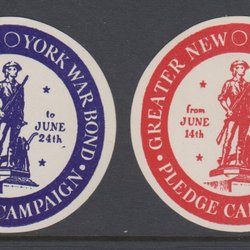 YORK WAR BOND
CAMPAIGN
to
JUNE
24th
GREATER NEW
PLEDGE CA
from
JUNE
14th